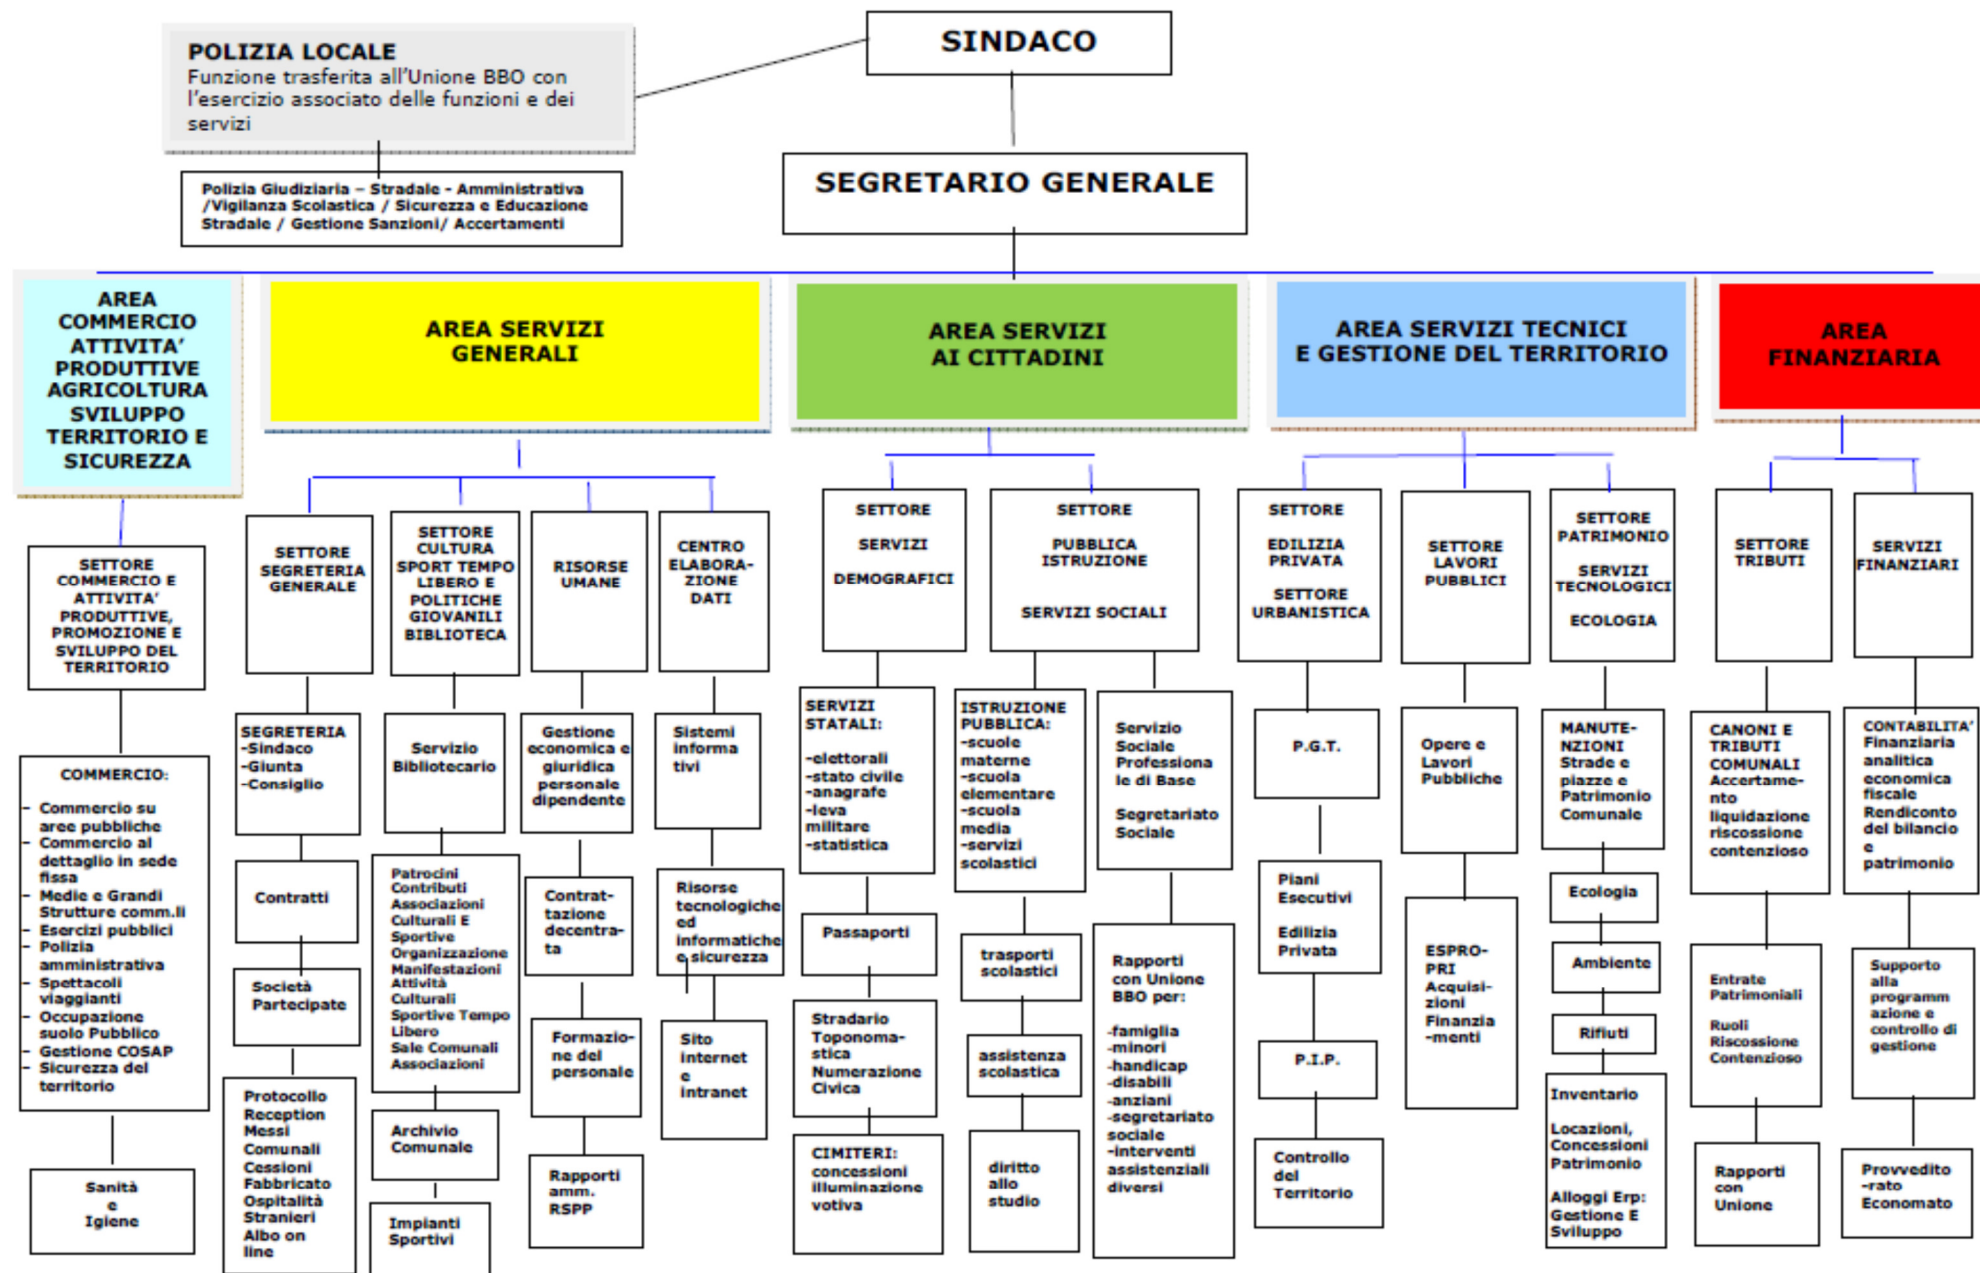 SINDACO
POLIZIA LOCALE
Funzione trasferita all'Unione BBO con
l'esercizio associato delle funzioni e dei
servizi
SEGRETARIO GENERALE
Polizia Giudiziaria – Stradale - Amministrativa
/Vigilanza Scolastica / Sicurezza e Educazione
Stradale / Gestione Sanzioni/ Accertamenti
AREA
COMMERCIO
ATTIVITA'
PRODUTTIVE
AGRICOLTURA
SVILUPPO
TERRITORIO E
SICUREZZA
AREA SERVIZI
GENERALI
AREA SERVIZI
AI CITTADINI
AREA SERVIZI TECNICI
E GESTIONE DEL TERRITORIO
AREA
FINANZIARIA
SETTORE
COMMERCIO E
ATTIVITA'
PRODUTTIVE,
PROMOZIONE E
SVILUPPO DEL
TERRITORIO
SETTORE
SEGRETERIA
GENERALE
SETTORE
CULTURA
SPORT TEMPO
LIBERO E
POLITICHE
GIOVANILI
BIBLIOTECA
RISORSE
UMANE
CENTRO
ELABORA-
ZIONE
DATI
SETTORE
SERVIZI
DEMOGRAFICI
SETTORE
PUBBLICA
ISTRUZIONE
SERVIZI SOCIALI
SETTORE
EDILIZIA
PRIVATA
SETTORE
URBANISTICA
SETTORE
LAVORI
PUBBLICI
SETTORE
PATRIMONIO
SERVIZI
TECNOLOGICI
ECOLOGIA
SETTORE
TRIBUTI
SERVIZI
FINANZIARI
COMMERCIO:
– Commercio su
aree pubbliche
– Commercio al
dettaglio in sede
fissa
– Medie e Grandi
Strutture comm.li
– Esercizi pubblici
– Polizia
amministrativa
– Spettacoli
viaggianti
– Occupazione
suolo Pubblico
– Gestione COSAP
– Sicurezza del
territorio
Sanità
e
Igiene
SEGRETERIA
-Sindaco
-Giunta
-Consiglio
Contratti
Società
Partecipate
Protocollo
Reception
Messi
Comunali
Cessioni
Fabbricato
Ospitalità
Stranieri
Albo on
line
Servizio
Bibliotecario
Patrocini
Contributi
Associazioni
Culturali E
Sportive
Organizzazione
Manifestazioni
Attività
Culturali
Sportive Tempo
Libero
Sale Comunali
Associazioni
Archivio
Comunale
Impianti
Sportivi
Gestione
economica e
giuridica
personale
dipendente
Contrat-
tazione
decentra-
ta
Formazio-
ne del
personale
Rapporti
amm.
RSPP
Sistemi
informa
tivi
Risorse
tecnologiche
ed
informatiche
e sicurezza
Sito
internet
e
intranet
SERVIZI
STATALI:
-elettorali
-stato civile
-anagrafe
-leva
militare
-statistica
Passaporti
Stradario
Toponoma-
stica
Numerazione
Civica
CIMITERI:
concessioni
illuminazione
votiva
ISTRUZIONE
PUBBLICA:
-scuole
materne
-scuola
elementare
-scuola
media
-servizi
scolastici
trasporti
scolastici
assistenza
scolastica
diritto
allo
studio
Servizio
Sociale
Professiona
le di Base
Segretariato
Sociale
Rapporti
con Unione
BBO per:
-famiglia
-minori
-handicap
-disabili
-anziani
-segretariato
sociale
-interventi
assistenziali
diversi
P.G.T.
Piani
Esecutivi
Edilizia
Privata
P.I.P.
Controllo
del
Territorio
Opere e
Lavori
Pubbliche
ESPRO-
PRI
Acquisi-
zioni
Finanzia
-menti
MANUTE-
NZIONI
Strade e
piazze e
Patrimonio
Comunale
Ecologia
Ambiente
Rifiuti
Inventario
Locazioni,
Concessioni
Patrimonio
Alloggi Erp:
Gestione E
Sviluppo
CANONI E
TRIBUTI
COMUNALI
Accertame-
nto
liquidazione
riscossione
contenzioso
Entrate
Patrimoniali
Ruoli
Riscossione
Contenzioso
Rapporti
con
Unione
CONTABILITA'
Finanziaria
analitica
economica
fiscale
Rendiconto
del bilancio
e
patrimonio
Supporto
alla
programm
azione e
controllo di
gestione
Provvedito
-rato
Economato